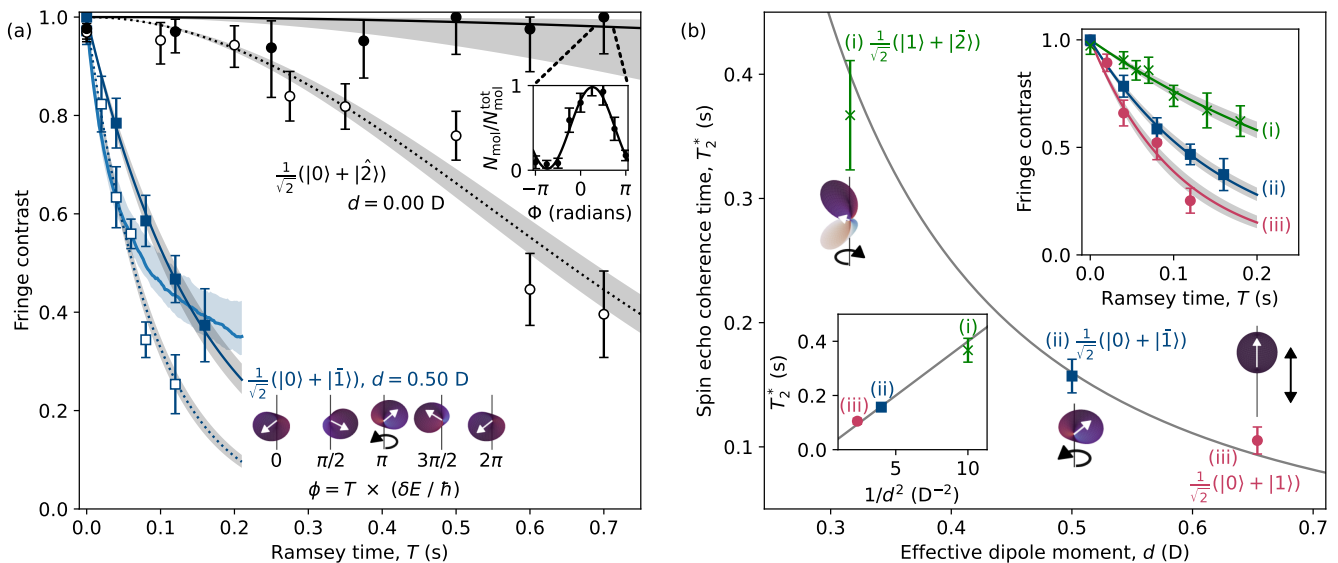 (a)
Fringe contrast
1.0
0.8
0.6
0.4
0.2
0.0
0.0 0.1 0.2 0.3 0.4 0.5 0.6 0.7
Ramsey time, T (s)
1/√2(|0⟩ + |2̂⟩)
d = 0.00 D
N_mol/N_mol^tot
1
0
−π 0 π
Φ (radians)
1/√2(|0⟩ + |1̄⟩), d = 0.50 D
0 π/2 π 3π/2 2π
ϕ = T × (δE / ħ)
(b)
Spin echo coherence time, T₂* (s)
0.4
0.3
0.2
0.1
0.3 0.4 0.5 0.6 0.7
Effective dipole moment, d (D)
(i) 1/√2(|1⟩ + |2̄⟩)
(ii) 1/√2(|0⟩ + |1̄⟩)
(iii)
1/√2(|0⟩ + |1⟩)
Fringe contrast
1.0
0.5
0.0
0.0 0.1 0.2
Ramsey time, T (s)
(i)
(ii)
(iii)
T₂* (s)
0.4
0.2
0.0
5 10
1/d² (D⁻²)
(i)
(ii)
(iii)